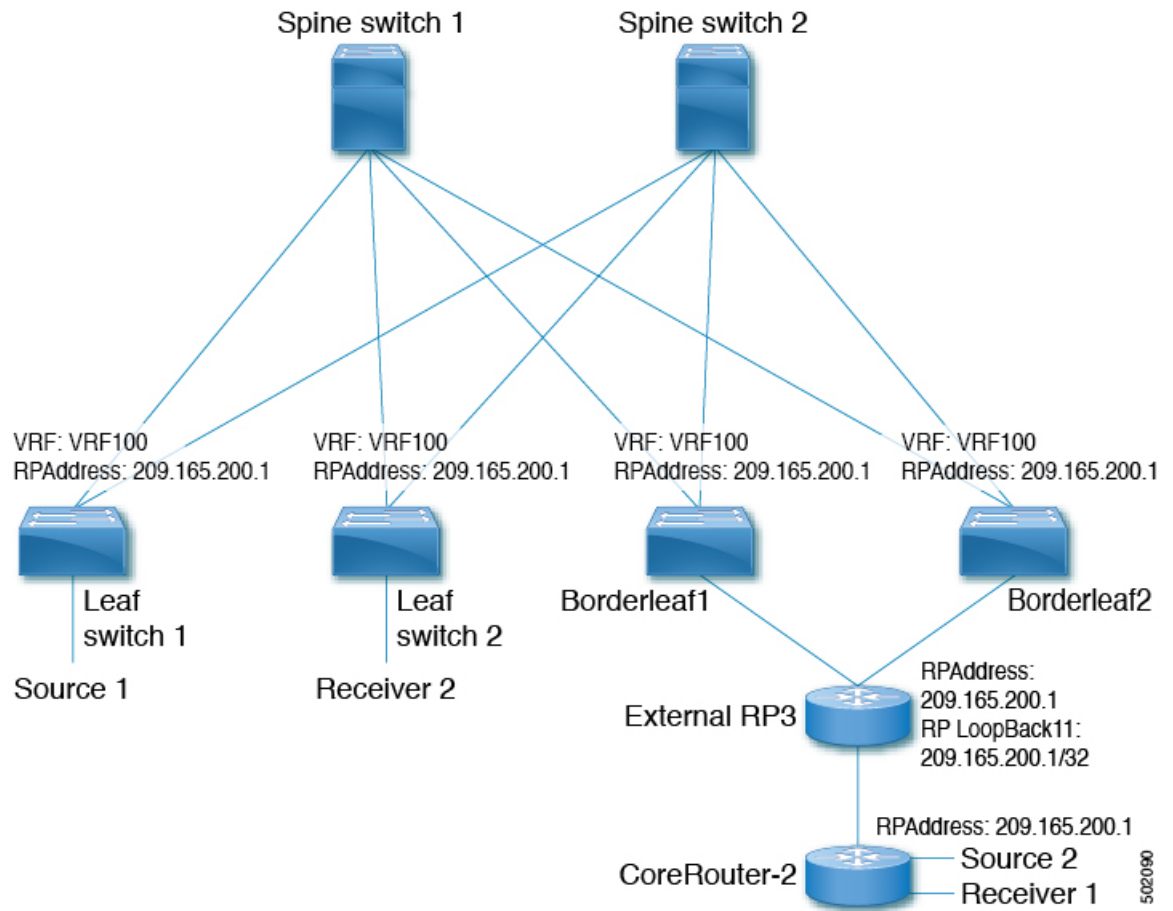 Spine switch 1
Spine switch 2
VRF: VRF100
RPAddress: 209.165.200.1
VRF: VRF100
RPAddress: 209.165.200.1
VRF: VRF100
RPAddress: 209.165.200.1
VRF: VRF100
RPAddress: 209.165.200.1
Leaf
switch 1
Leaf
switch 2
Borderleaf1
Borderleaf2
Source 1
Receiver 2
External RP3
RPAddress:
209.165.200.1
RP LoopBack11:
209.165.200.1/32
RPAddress: 209.165.200.1
CoreRouter-2
Source 2
Receiver 1
502090